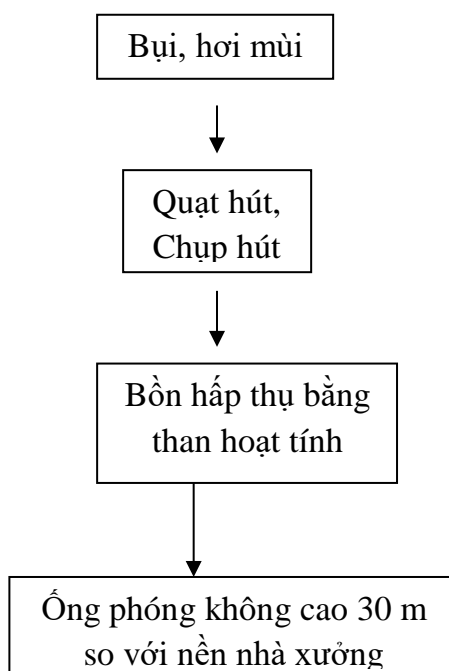 Bụi, hơi mùi
Quạt hút,
Chụp hút
Bồn hấp thụ bằng
than hoạt tính
Ống phóng không cao 30 m
so với nền nhà xưởng